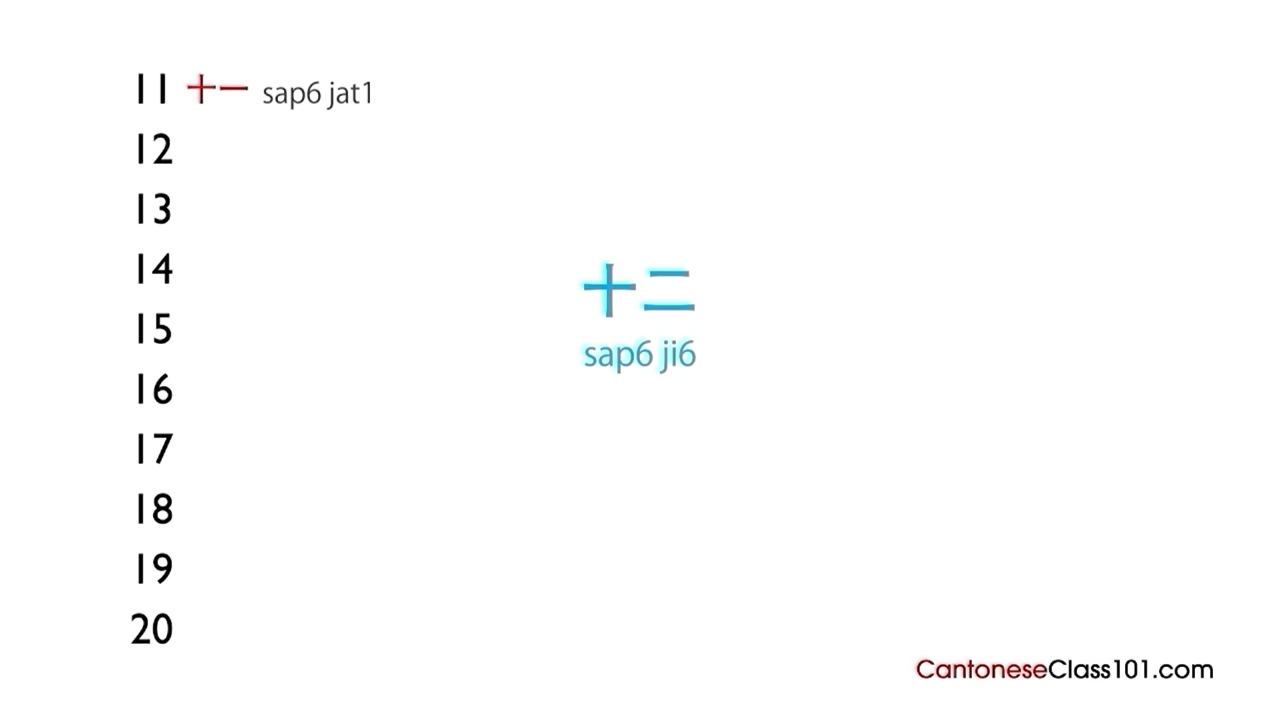 11 十一 sap6 jat1
12
13
14
15
16
17
18
19
20
十二
sap6 ji6
CantoneseClass101.com